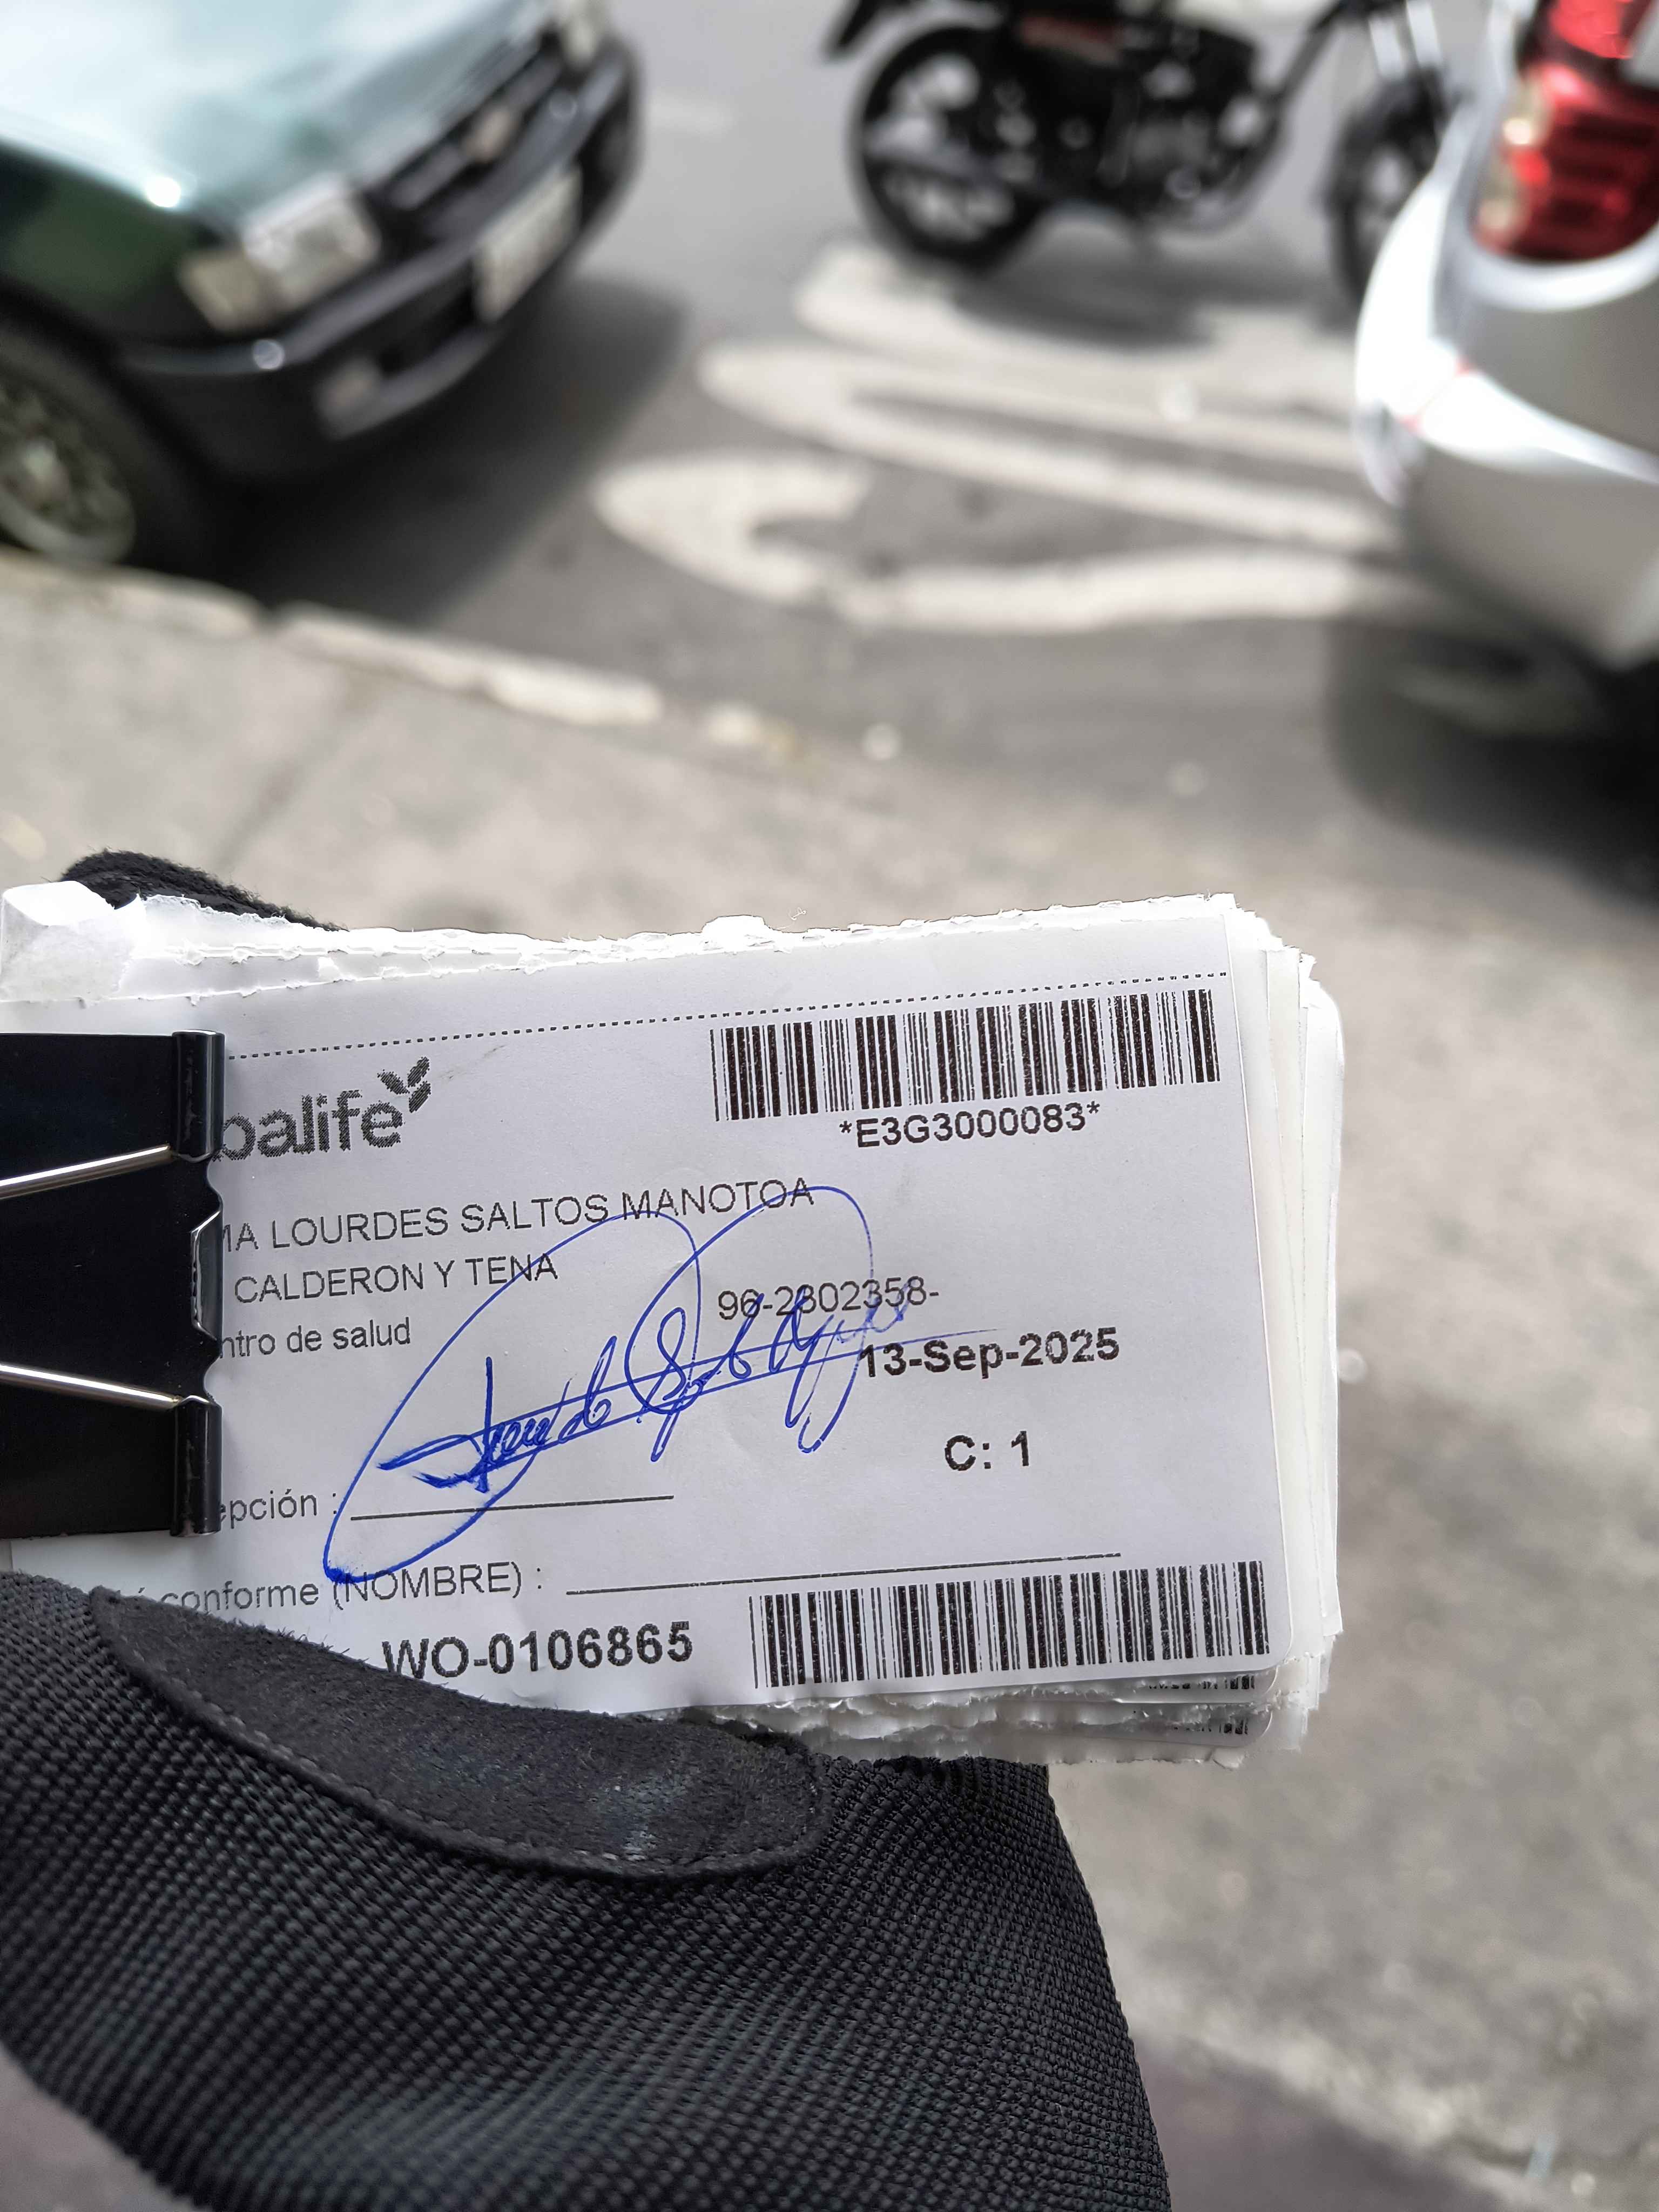 balife
*E3G3000083*
MA LOURDES SALTOS MANOTOA
CALDERON Y TENA
96-2802358-
ntro de salud
13-Sep-2025
C: 1
epción :
conforme (NOMBRE) :
WO-0106865